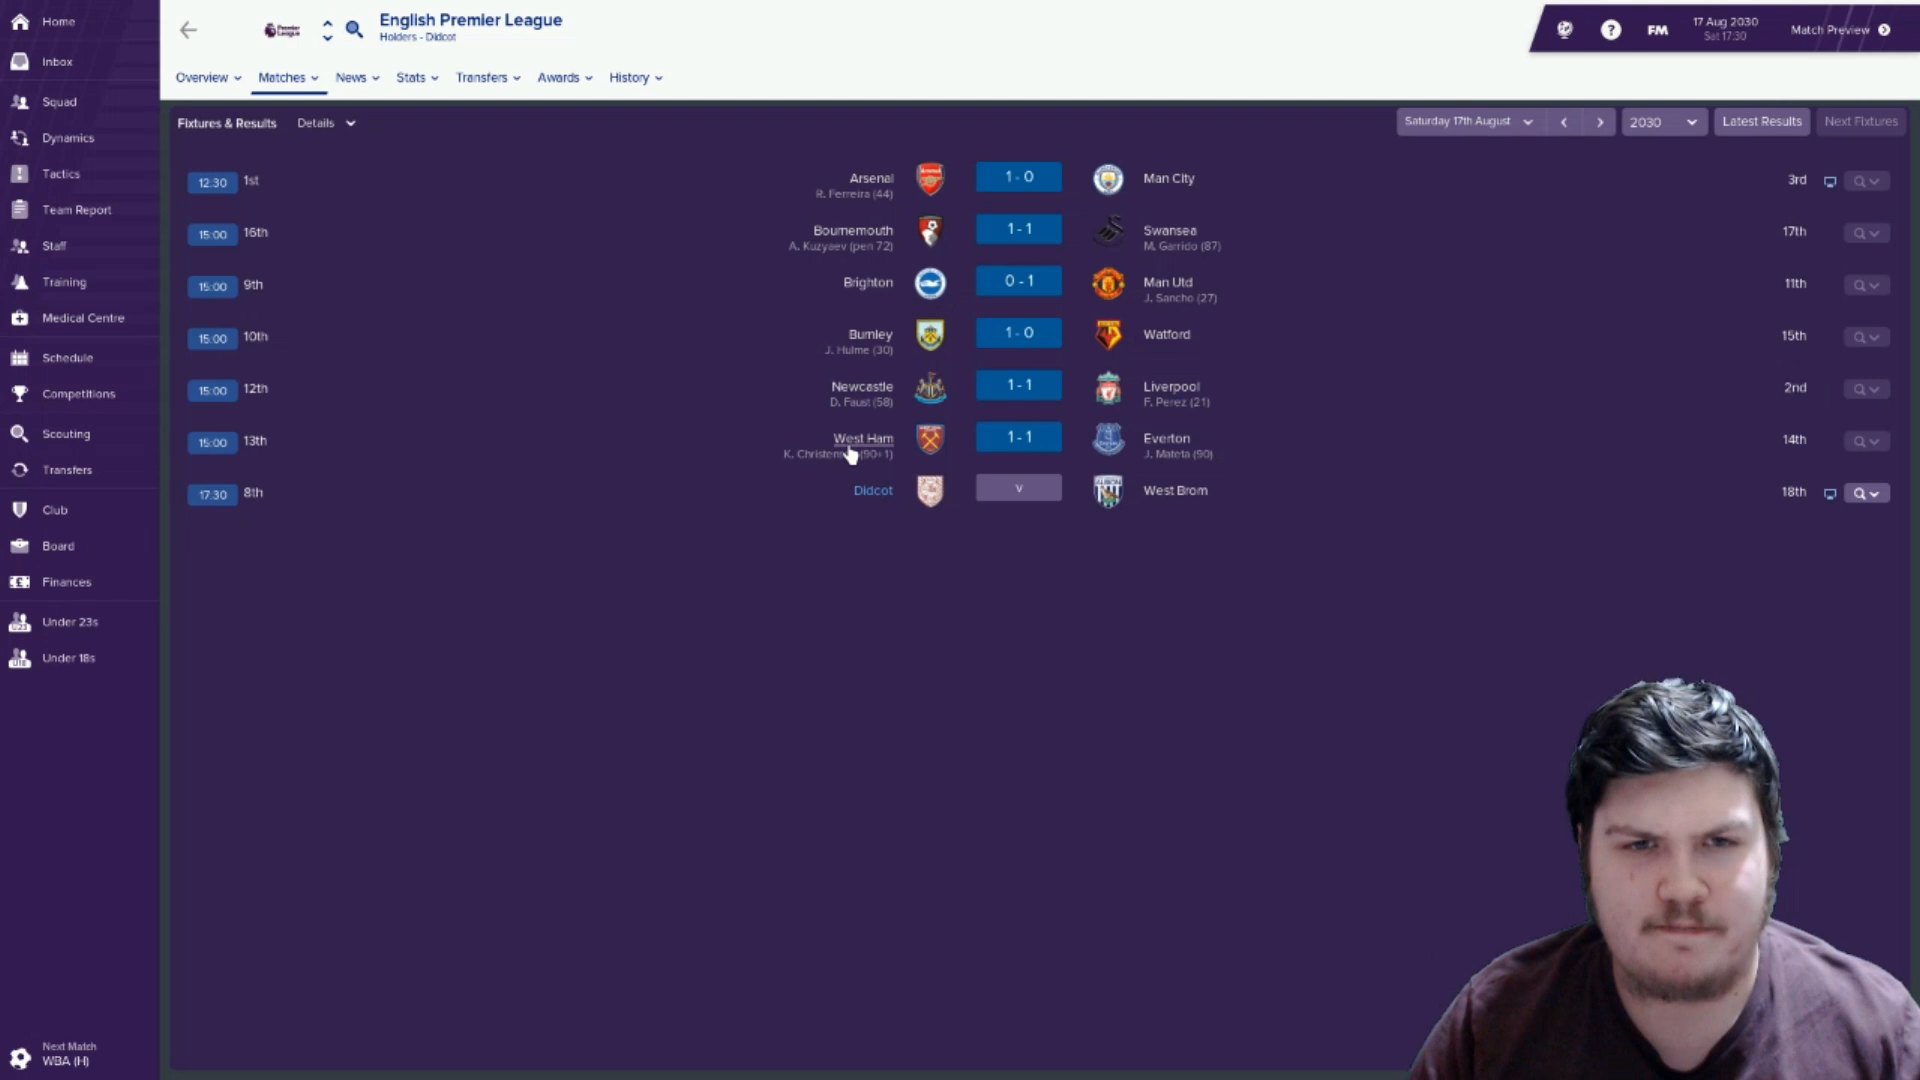 Home
Inbox
Squad
Dynamics
Tactics
Team Report
Staff
Training
Medical Centre
Schedule
Competitions
Scouting
Transfers
Club
Board
Finances
Under 23s
Under 18s
Next Match
WBA (H)
English Premier League
Holders - Didcot
FM
17 Aug 2030
Sat 17:30
Match Preview
Overview
Matches
News
Stats
Transfers
Awards
History
Fixtures & Results
Details
Saturday 17th August
2030
Latest Results
Next Fixtures
12:30 1st Arsenal 1 - 0 Man City 3rd
R. Ferreira (44)
15:00 16th Bournemouth 1 - 1 Swansea 17th
A. Kuzyaev (pen 72) M. Garrido (87)
15:00 9th Brighton 0 - 1 Man Utd 11th
J. Sancho (27)
15:00 10th Burnley 1 - 0 Watford 15th
J. Hulme (30)
15:00 12th Newcastle 1 - 1 Liverpool 2nd
D. Faust (58) F. Perez (21)
15:00 13th West Ham 1 - 1 Everton 14th
K. (90+1) J. Mateta (90)
17:30 8th Didcot v West Brom 18th